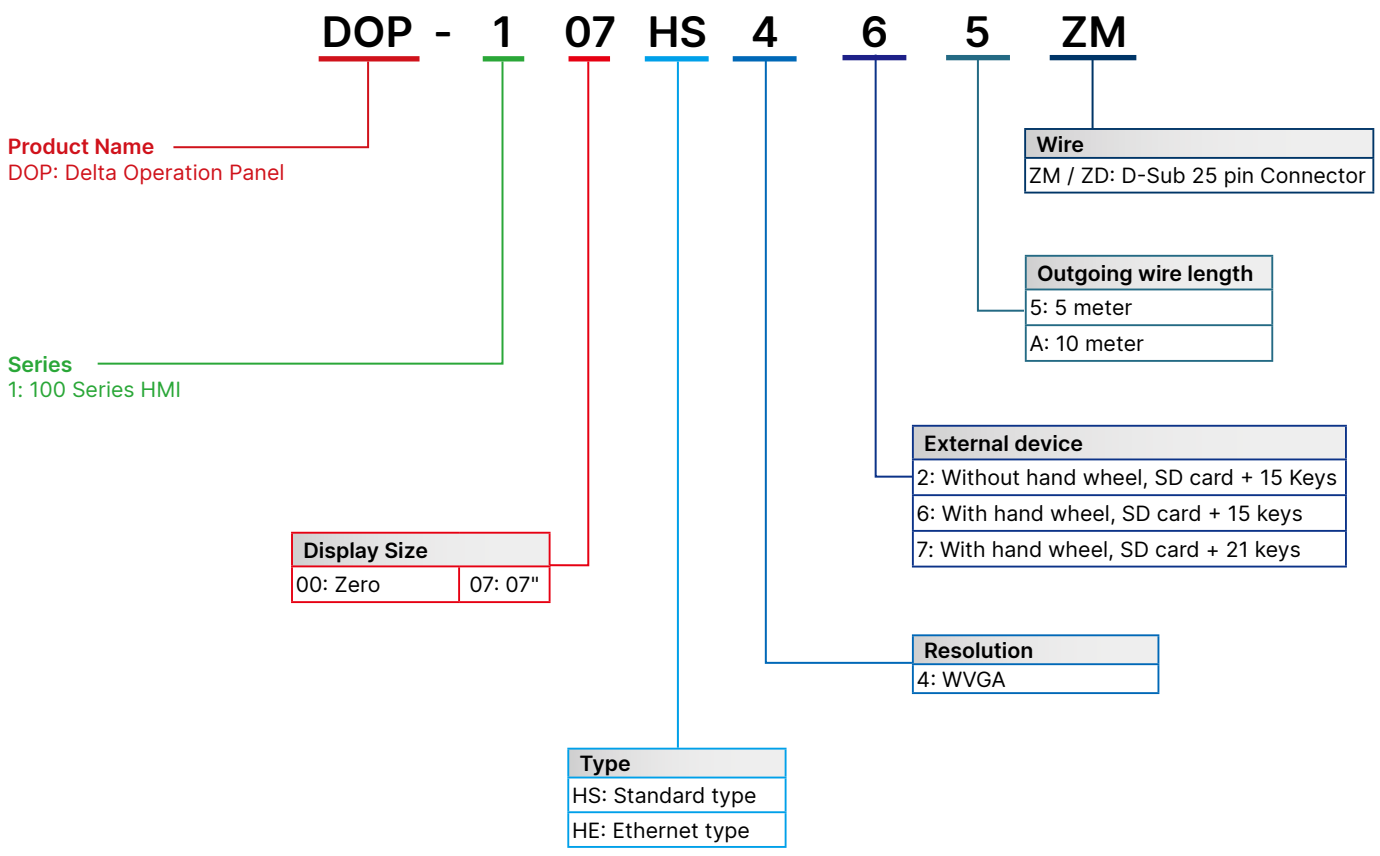 DOP - 1 07 HS 4 6 5 ZM
Product Name
DOP: Delta Operation Panel
Wire
ZM / ZD: D-Sub 25 pin Connector
Outgoing wire length
5: 5 meter
A: 10 meter
Series
1: 100 Series HMI
External device
2: Without hand wheel, SD card + 15 Keys
6: With hand wheel, SD card + 15 keys
7: With hand wheel, SD card + 21 keys
Display Size
00: Zero 07: 07"
Resolution
4: WVGA
Type
HS: Standard type
HE: Ethernet type